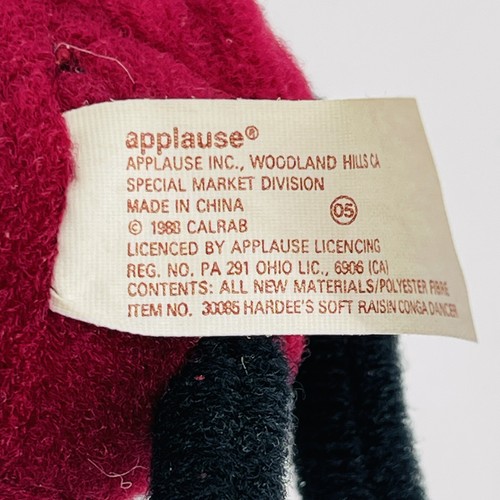 applause®
APPLAUSE INC., WOODLAND HILLS CA
SPECIAL MARKET DIVISION
MADE IN CHINA 05
© 1988 CALRAB
LICENCED BY APPLAUSE LICENCING
REG. NO. PA 291 OHIO LIC., 6906 (CA)
CONTENTS: ALL NEW MATERIALS/POLYESTER FIBRE
ITEM NO. 30085 HARDEE'S SOFT RAISIN CONGA DANCER